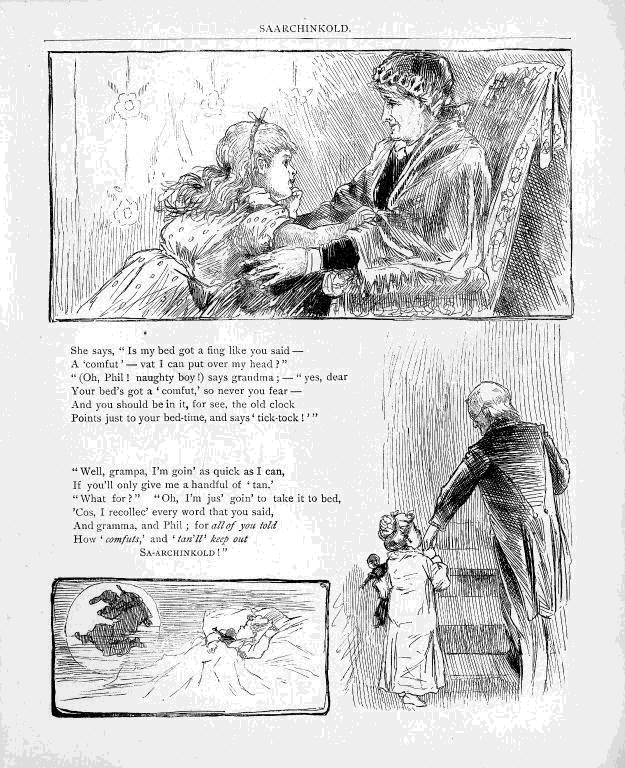 SAARCHINKOLD.
She says, “ Is my bed got a fing like you said —
A ‘comfut’ — vat I can put over my head ? ”
“ (Oh, Phil ! naughty boy !) says grandma ; — “ yes, dear
Your bed's got a ‘ comfut,’ so never you fear —
And you should be in it, for see, the old clock
Points just to your bed-time, and says ‘ tick-tock ! ’ ”
“ Well, grampa, I'm goin' as quick as I can,
If you'll only give me a handful of ‘ tan.’
“ What for ? ” “ Oh, I'm jus' goin' to take it to bed,
'Cos, I recollec' every word that you said,
And gramma, and Phil ; for all of you told
How ‘ comfuts,’ and ‘ tan'll’ keep out
SA-ARCHINKOLD ! ”